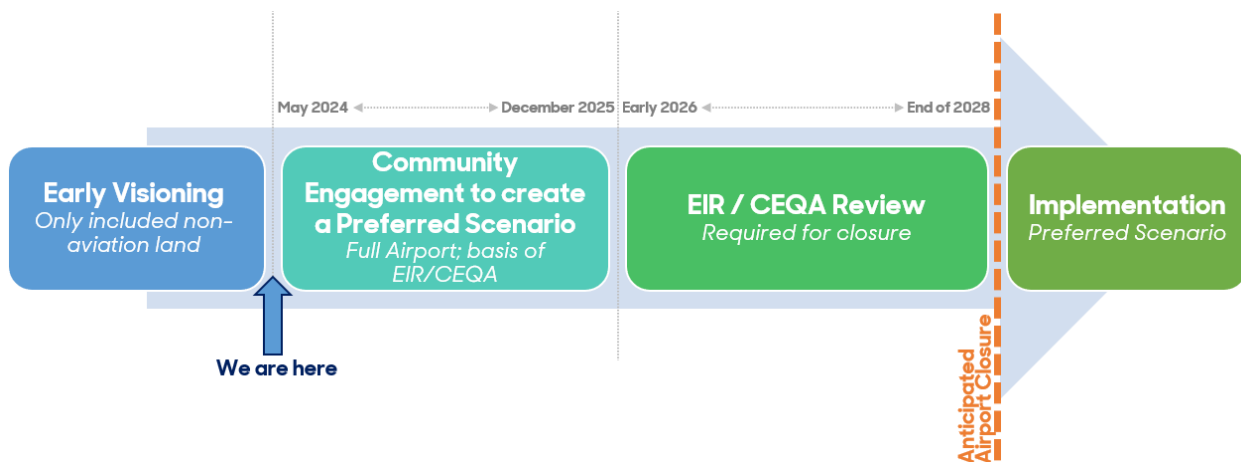 May 2024
December 2025
Early 2026
End of 2028
Early Visioning
Only included non-
aviation land
Community
Engagement to create
a Preferred Scenario
Full Airport; basis of
EIR/CEQA
EIR / CEQA Review
Required for closure
Implementation
Preferred Scenario
We are here
Anticipated
Airport Closure